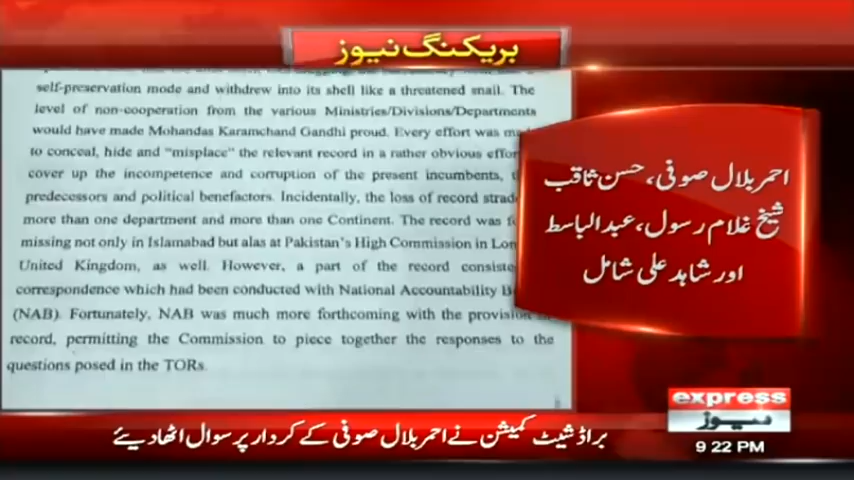 بریکنگ نیوز
self-preservation mode and withdrew into its shell like a threatened snail. The
level of non-cooperation from the various Ministries/Divisions/Departments
would have made Mohandas Karamchand Gandhi proud. Every effort was
to conceal, hide and "misplace" the relevant record in a rather obvious
cover up the incompetence and corruption of the present incumbents,
predecessors and political benefactors. Incidentally, the loss of record
more than one department and more than one Continent. The record was
missing not only in Islamabad but alas at Pakistan's High Commission in
United Kingdom, as well. However, a part of the record
correspondence which had been conducted with National Accountability
(NAB). Fortunately, NAB was much more forthcoming with the provision
record, permitting the Commission to piece together the responses to the
questions posed in the TORs.
احمر بلال صوفی، حسن ثاقب
شیخ غلام رسول، عبدالباسط
اور شاہد علی شامل
express
نیوز
9:22 PM
براڈ شیٹ کمیشن نے احمر بلال صوفی کے کردار پر سوال اٹھا دیئے